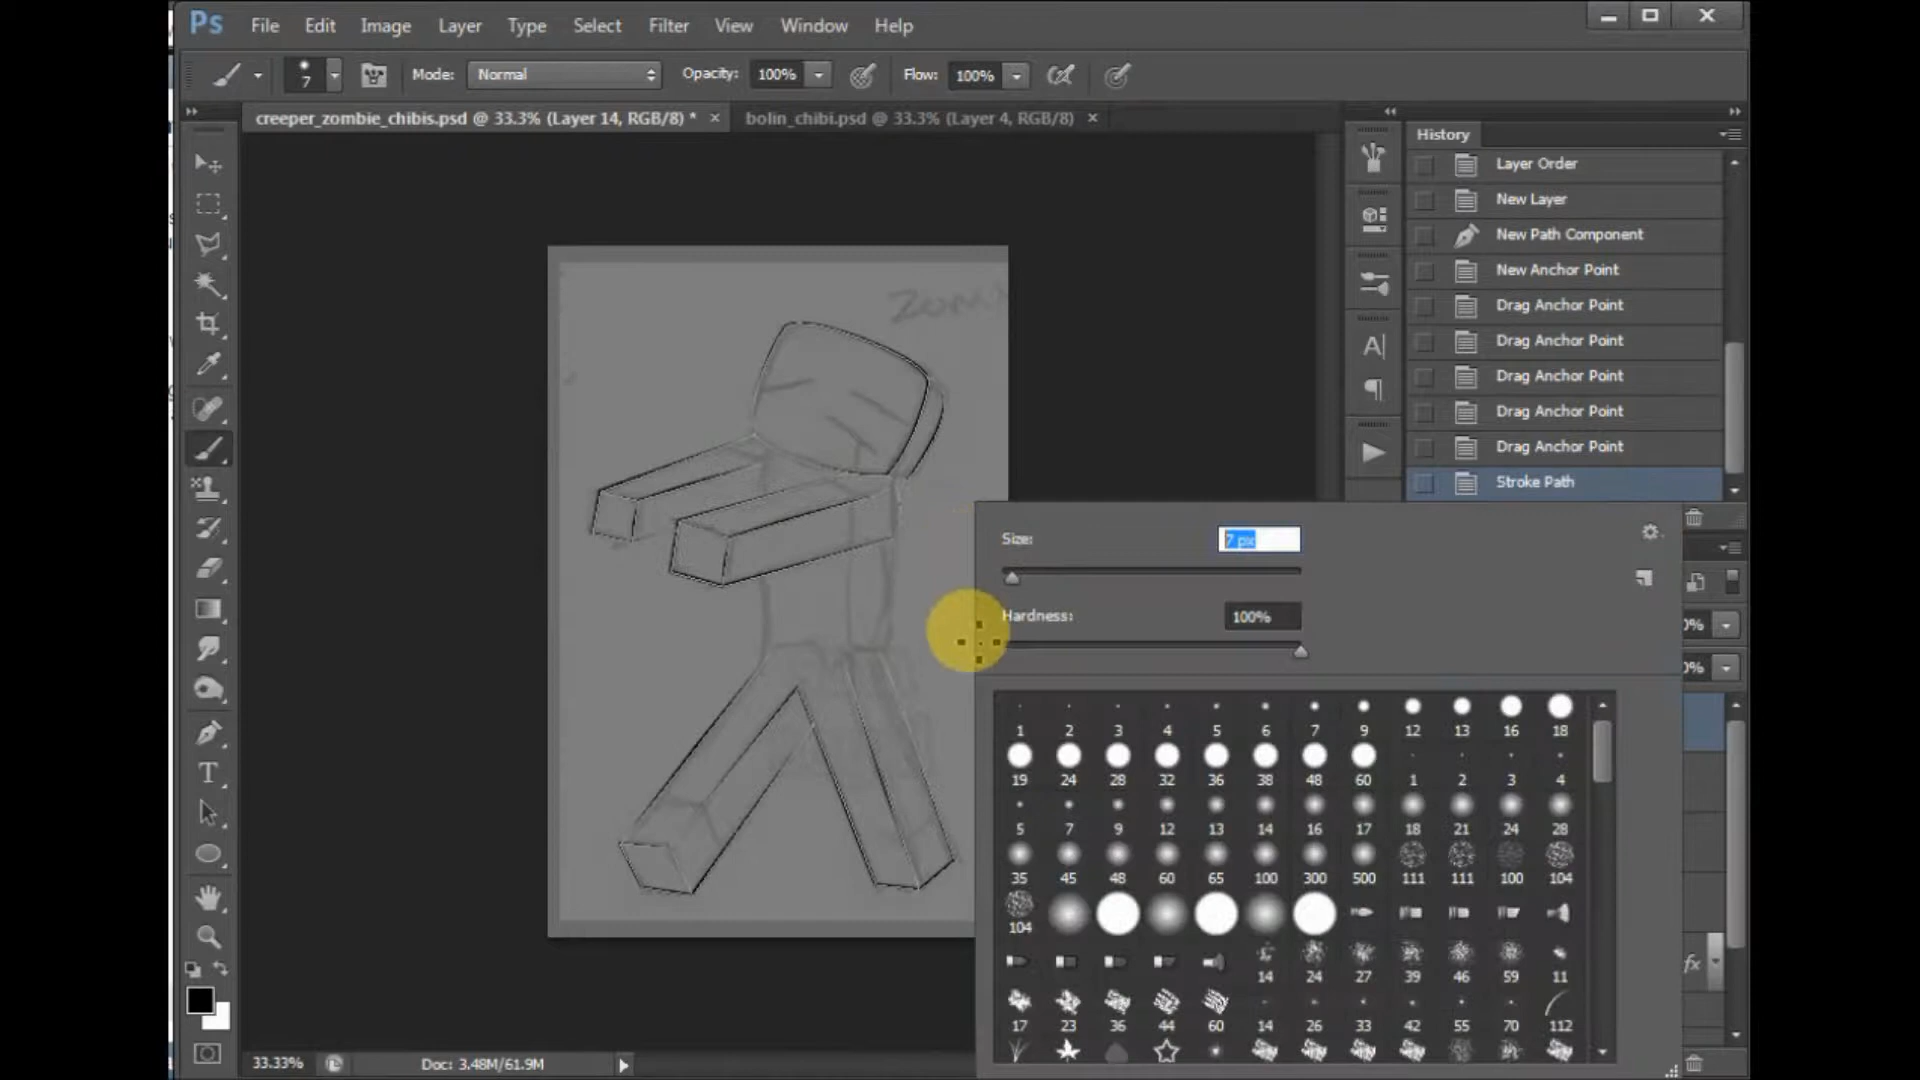 Ps File Edit Image Layer Type Select Filter View Window Help
7 Mode: Normal Opacity: 100% Flow: 100%
creeper_zombie_chibis.psd @ 33.3% (Layer 14, RGB/8) * × bolin_chibi.psd @ 33.3% (Layer 4, RGB/8) ×
History
Layer Order
New Layer
New Path Component
New Anchor Point
Drag Anchor Point
Drag Anchor Point
Drag Anchor Point
Drag Anchor Point
Drag Anchor Point
Stroke Path
Size: 7 px
Hardness: 100%
1 2 3 4 5 6 7 9 12 13 16 18
19 24 28 32 36 38 48 60 1 2 3 4
5 7 9 12 13 14 16 17 18 21 24 28
35 45 48 60 65 100 300 500 111 111 100 104
104
14 24 27 39 46 59 11
17 23 36 44 60 14 26 33 42 55 70 112
fx
33.33% Doc: 3.48M/61.9M